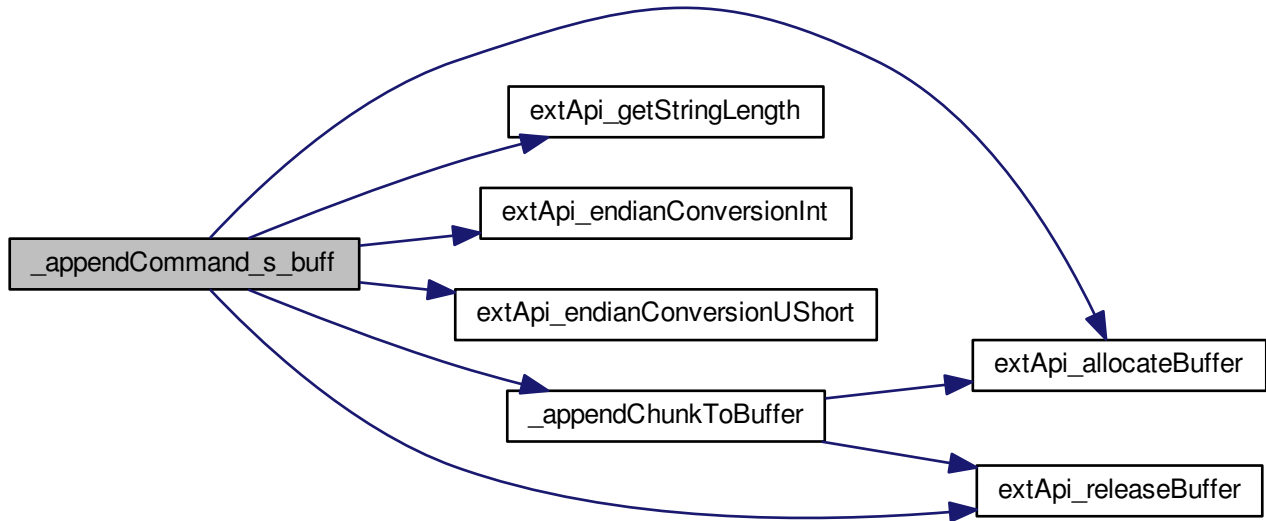 extApi_getStringLength
extApi_endianConversionInt
_appendCommand_s_buff
extApi_endianConversionUShort
extApi_allocateBuffer
_appendChunkToBuffer
extApi_releaseBuffer